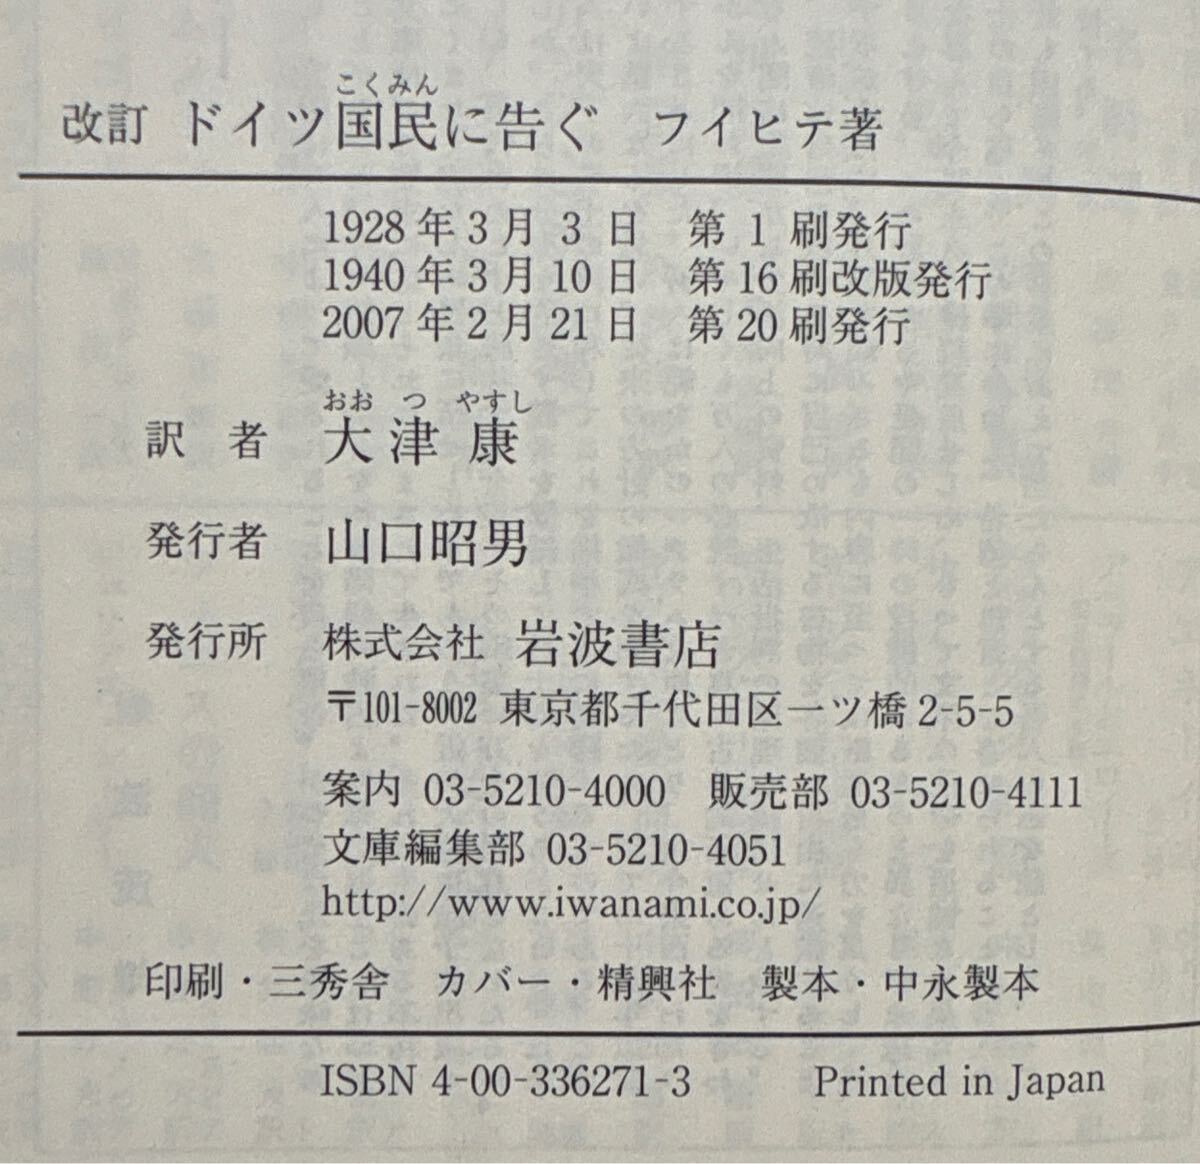 こくみん
改訂 ドイツ国民に告ぐ フイヒテ著
1928年3月 3 日 第 1 刷発行
1940年3月10日 第16刷改版発行
2007年2月21日 第20刷発行
おお つ やすし
訳 者 大津 康
発行者 山口昭男
発行所 株式会社 岩波書店
〒101-8002 東京都千代田区一ツ橋2-5-5
案内 03-5210-4000 販売部 03-5210-4111
文庫編集部 03-5210-4051
http://www.iwanami.co.jp/
印刷・三秀舎 カバー・精興社 製本・中永製本
ISBN 4-00-336271-3 Printed in Japan